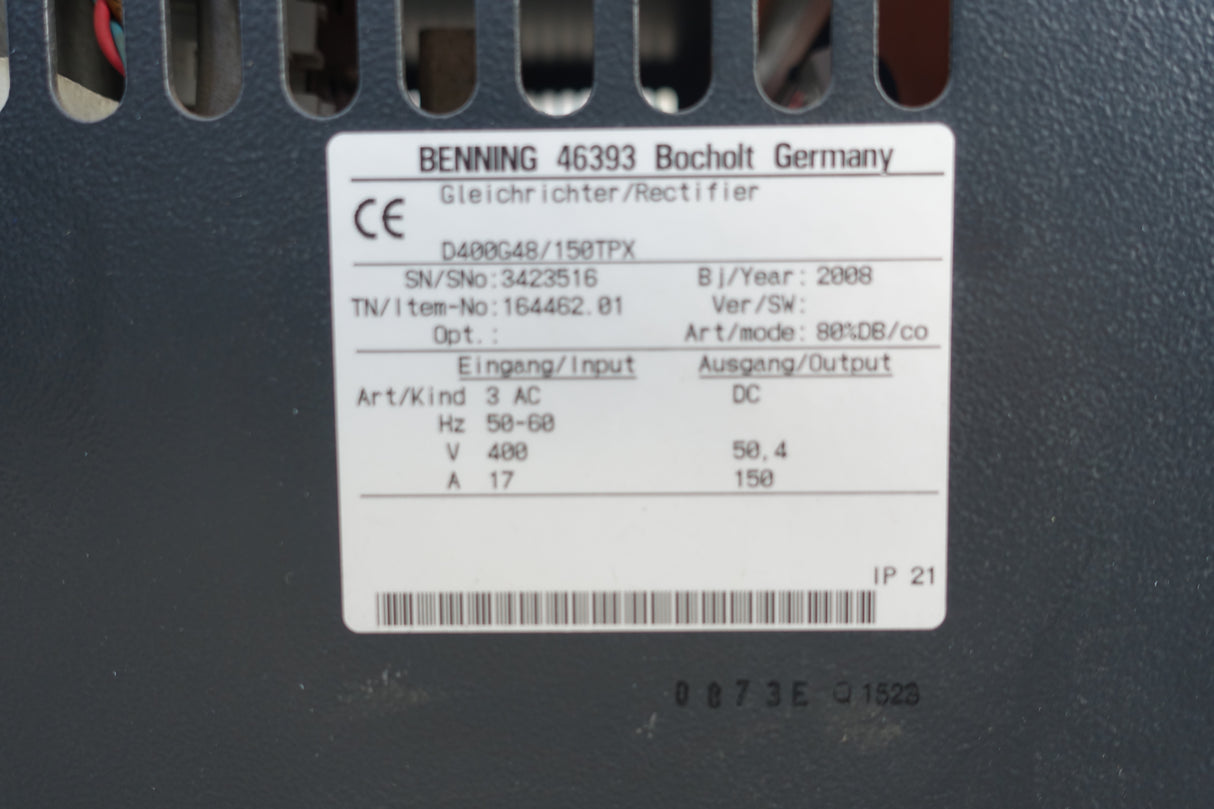 BENNING 46393 Bocholt Germany
CE
Gleichrichter/Rectifier
D400G48/150TPX
SN/SNo:3423516 Bj/Year: 2008
TN/Item-No:164462.01 Ver/SW:
Opt.: Art/mode: 80%DB/co
Eingang/Input Ausgang/Output
Art/Kind 3 AC DC
Hz 50-60
V 400 50,4
A 17 150
IP 21